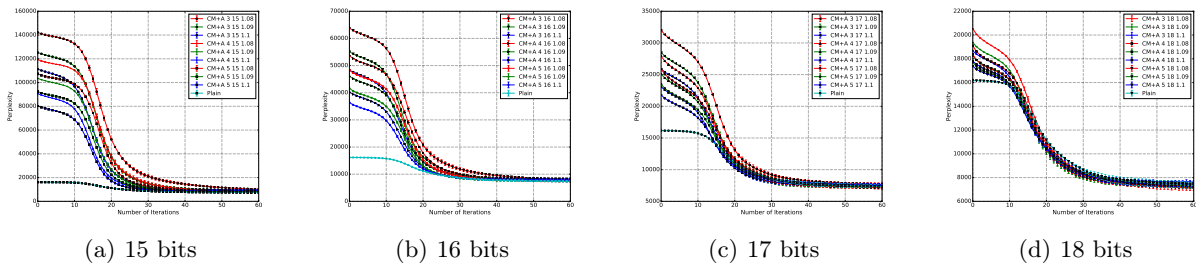 160000
140000
120000
100000
80000
60000
40000
20000
0
Perplexity
0 10 20 30 40 50 60
Number of Iterations
CM+A 3 15 1.08
CM+A 3 15 1.09
CM+A 3 15 1.1
CM+A 4 15 1.08
CM+A 4 15 1.09
CM+A 4 15 1.1
CM+A 5 15 1.08
CM+A 5 15 1.09
CM+A 5 15 1.1
Plain
(a) 15 bits
70000
60000
50000
40000
30000
20000
10000
0
Perplexity
0 10 20 30 40 50 60
Number of Iterations
CM+A 3 16 1.08
CM+A 3 16 1.09
CM+A 3 16 1.1
CM+A 4 16 1.08
CM+A 4 16 1.09
CM+A 4 16 1.1
CM+A 5 16 1.08
CM+A 5 16 1.09
CM+A 5 16 1.1
Plain
(b) 16 bits
35000
30000
25000
20000
15000
10000
5000
Perplexity
0 10 20 30 40 50 60
Number of Iterations
CM+A 3 17 1.08
CM+A 3 17 1.09
CM+A 3 17 1.1
CM+A 4 17 1.08
CM+A 4 17 1.09
CM+A 4 17 1.1
CM+A 5 17 1.08
CM+A 5 17 1.09
CM+A 5 17 1.1
Plain
(c) 17 bits
22000
20000
18000
16000
14000
12000
10000
8000
6000
Perplexity
0 10 20 30 40 50 60
Number of Iterations
CM+A 3 18 1.08
CM+A 3 18 1.09
CM+A 3 18 1.1
CM+A 4 18 1.08
CM+A 4 18 1.09
CM+A 4 18 1.1
CM+A 5 18 1.08
CM+A 5 18 1.09
CM+A 5 18 1.1
Plain
(d) 18 bits